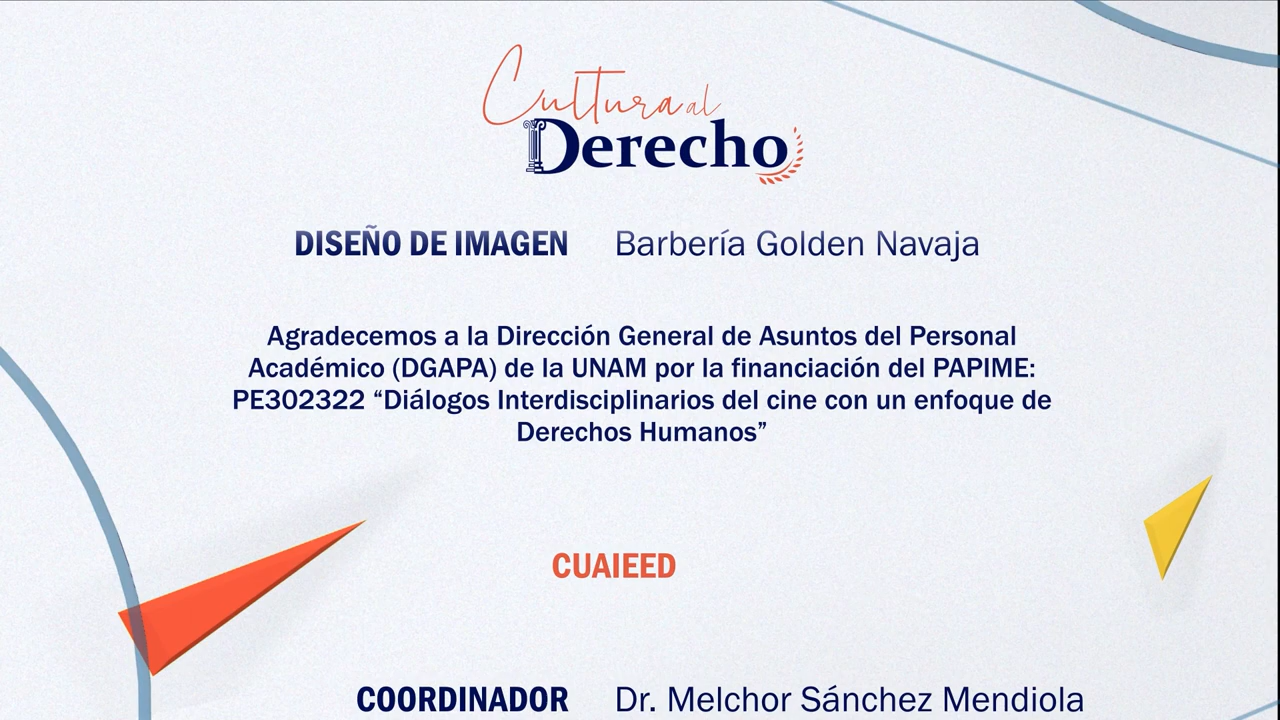 Cultura al
Derecho
DISEÑO DE IMAGEN Barbería Golden Navaja
Agradecemos a la Dirección General de Asuntos del Personal
Académico (DGAPA) de la UNAM por la financiación del PAPIME:
PE302322 “Diálogos Interdisciplinarios del cine con un enfoque de
Derechos Humanos”
CUAIEED
COORDINADOR Dr. Melchor Sánchez Mendiola